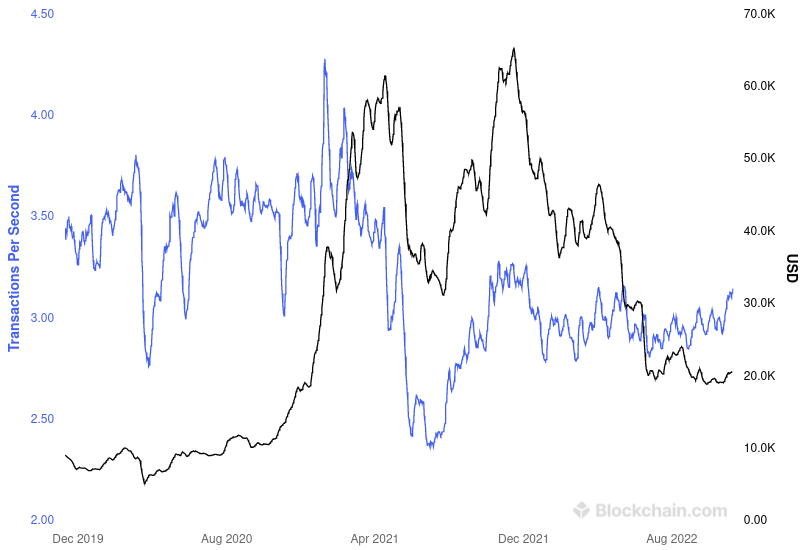 4.50
4.00
3.50
3.00
2.50
2.00
Transactions Per Second
70.0K
60.0K
50.0K
40.0K
30.0K
20.0K
10.0K
0.00
USD
Dec 2019
Aug 2020
Apr 2021
Dec 2021
Aug 2022
Blockchain.com